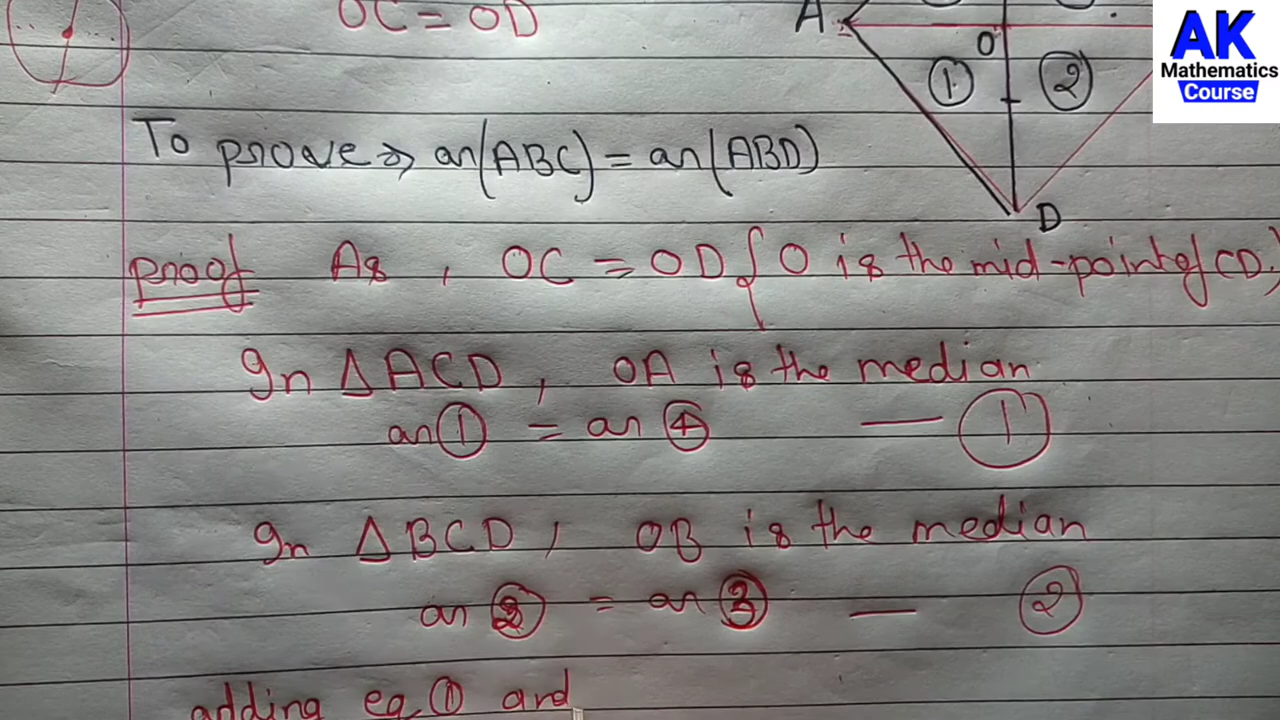 OC = OD
A
O
① ②
D
AK
Mathematics
Course
To prove ⇒ ar(ABC) = ar(ABD)
proof As, OC = OD { O is the mid-point of CD}
In ΔACD, OA is the median
ar① = ar④ — ①
In ΔBCD, OB is the median
ar② = ar③ — ②
adding eq. ① and